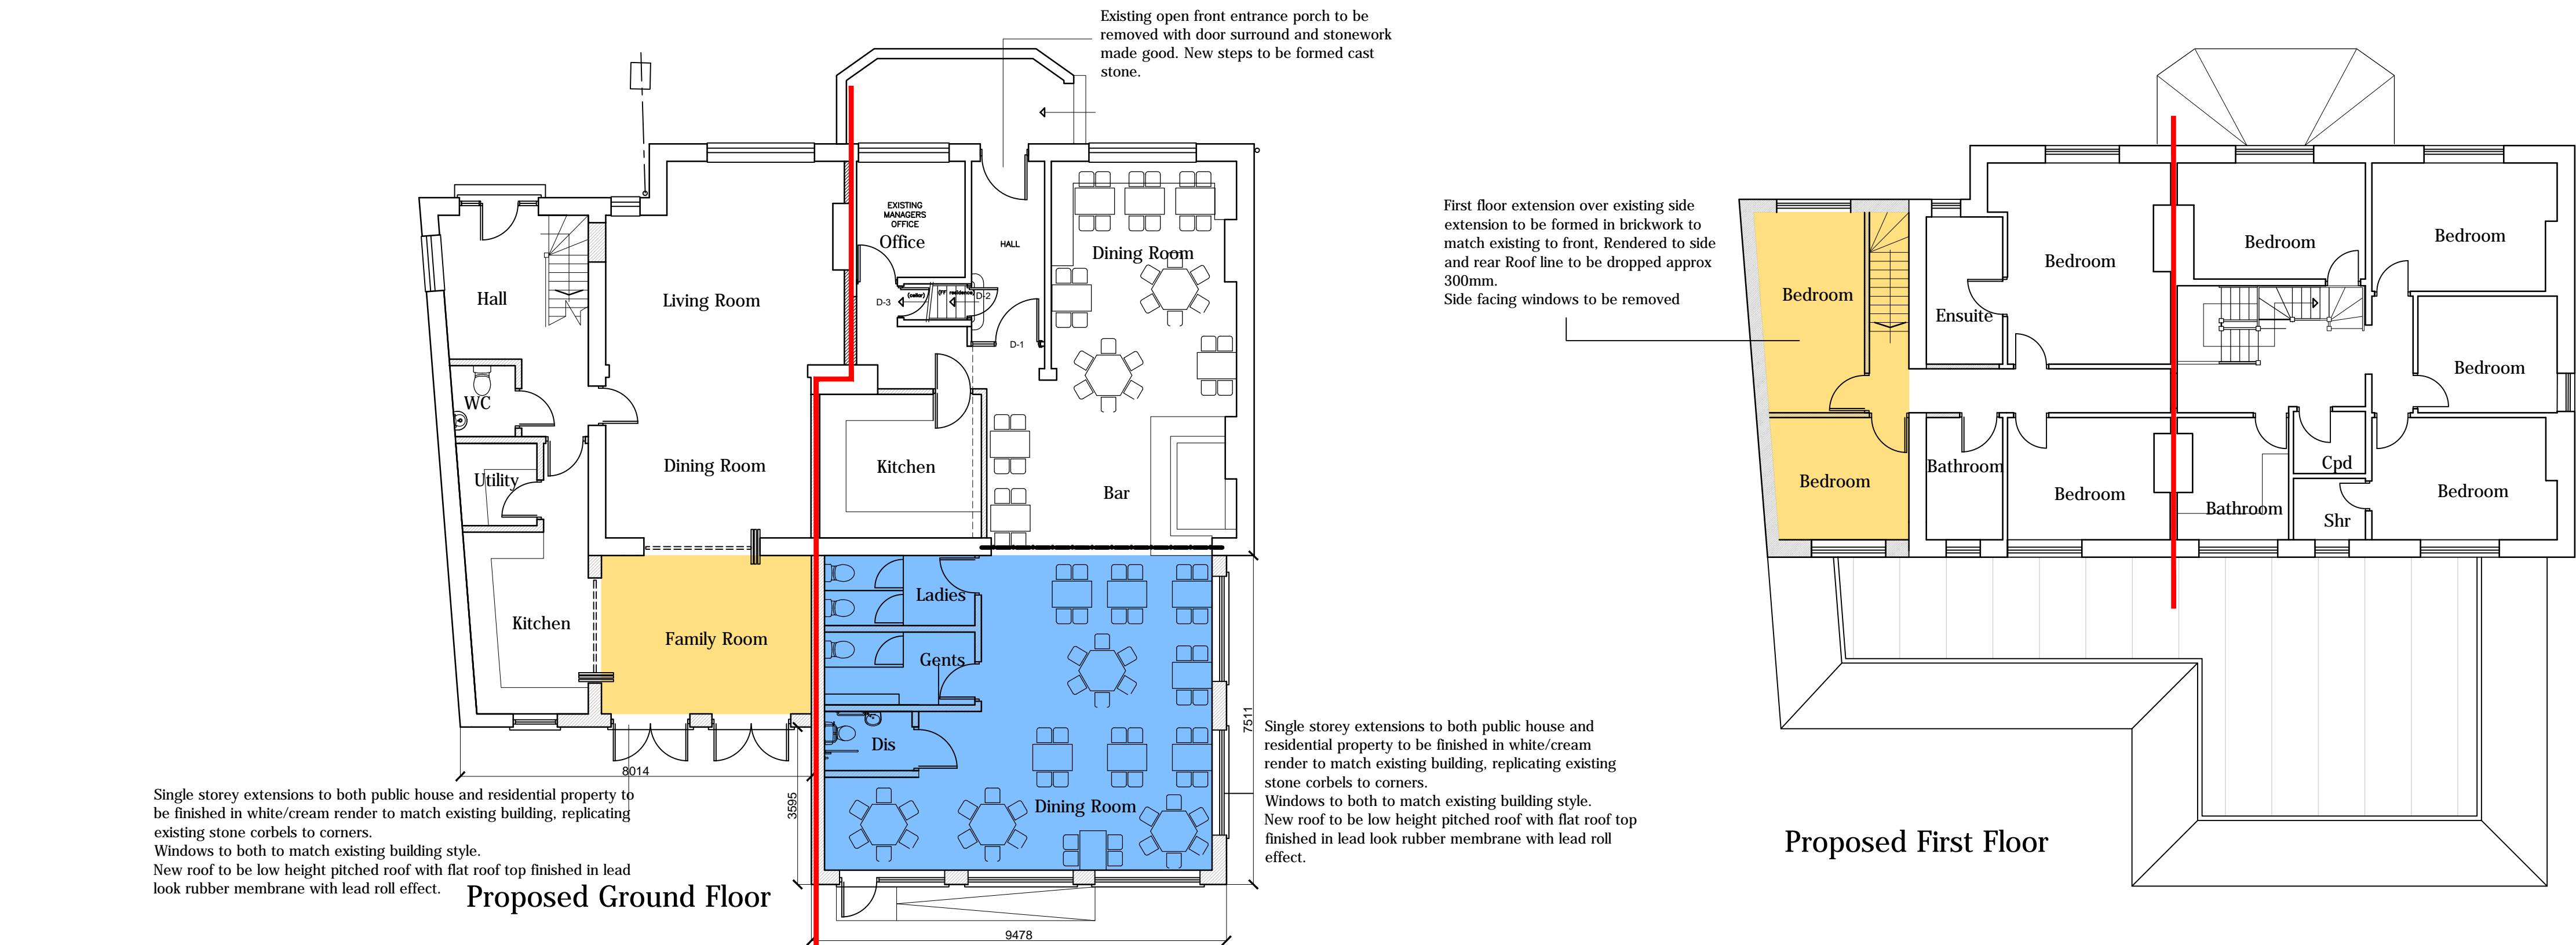 Existing open front entrance porch to be
removed with door surround and stonework
made good. New steps to be formed cast
stone.
EXISTING
MANAGERS
OFFICE
Office
HALL
Dining Room
Hall
Living Room
D-3
(cellar)
(FF residence)
D-2
D-1
WC
Utility
Dining Room
Kitchen
Bar
Kitchen
Family Room
Ladies
Gents
Dis
Dining Room
8014
3595
7511
9478
Single storey extensions to both public house and residential property to
be finished in white/cream render to match existing building, replicating
existing stone corbels to corners.
Windows to both to match existing building style.
New roof to be low height pitched roof with flat roof top finished in lead
look rubber membrane with lead roll effect.
Proposed Ground Floor
Single storey extensions to both public house and
residential property to be finished in white/cream
render to match existing building, replicating existing
stone corbels to corners.
Windows to both to match existing building style.
New roof to be low height pitched roof with flat roof top
finished in lead look rubber membrane with lead roll
effect.
First floor extension over existing side
extension to be formed in brickwork to
match existing to front, Rendered to side
and rear Roof line to be dropped approx
300mm.
Side facing windows to be removed
Bedroom
Ensuite
Bedroom
Bedroom
Bedroom
Bedroom
Bedroom
Bathroom
Bedroom
Bathroom
Cpd
Shr
Bedroom
Proposed First Floor